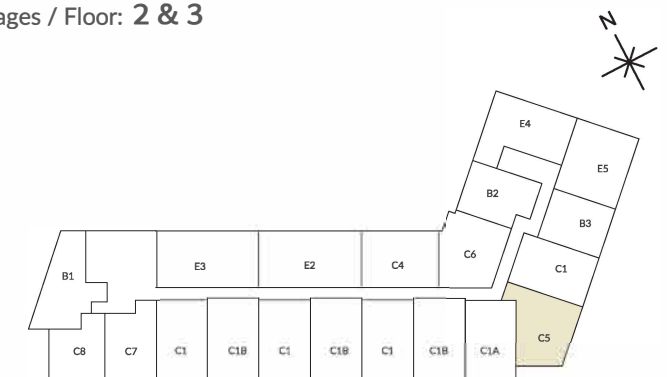 ages / Floor: 2 & 3
N
E4
E5
B2
B3
C6
C1
B1
E3
E2
C4
C5
C8
C7
C1
C1B
C1
C1B
C1
C1B
C1A